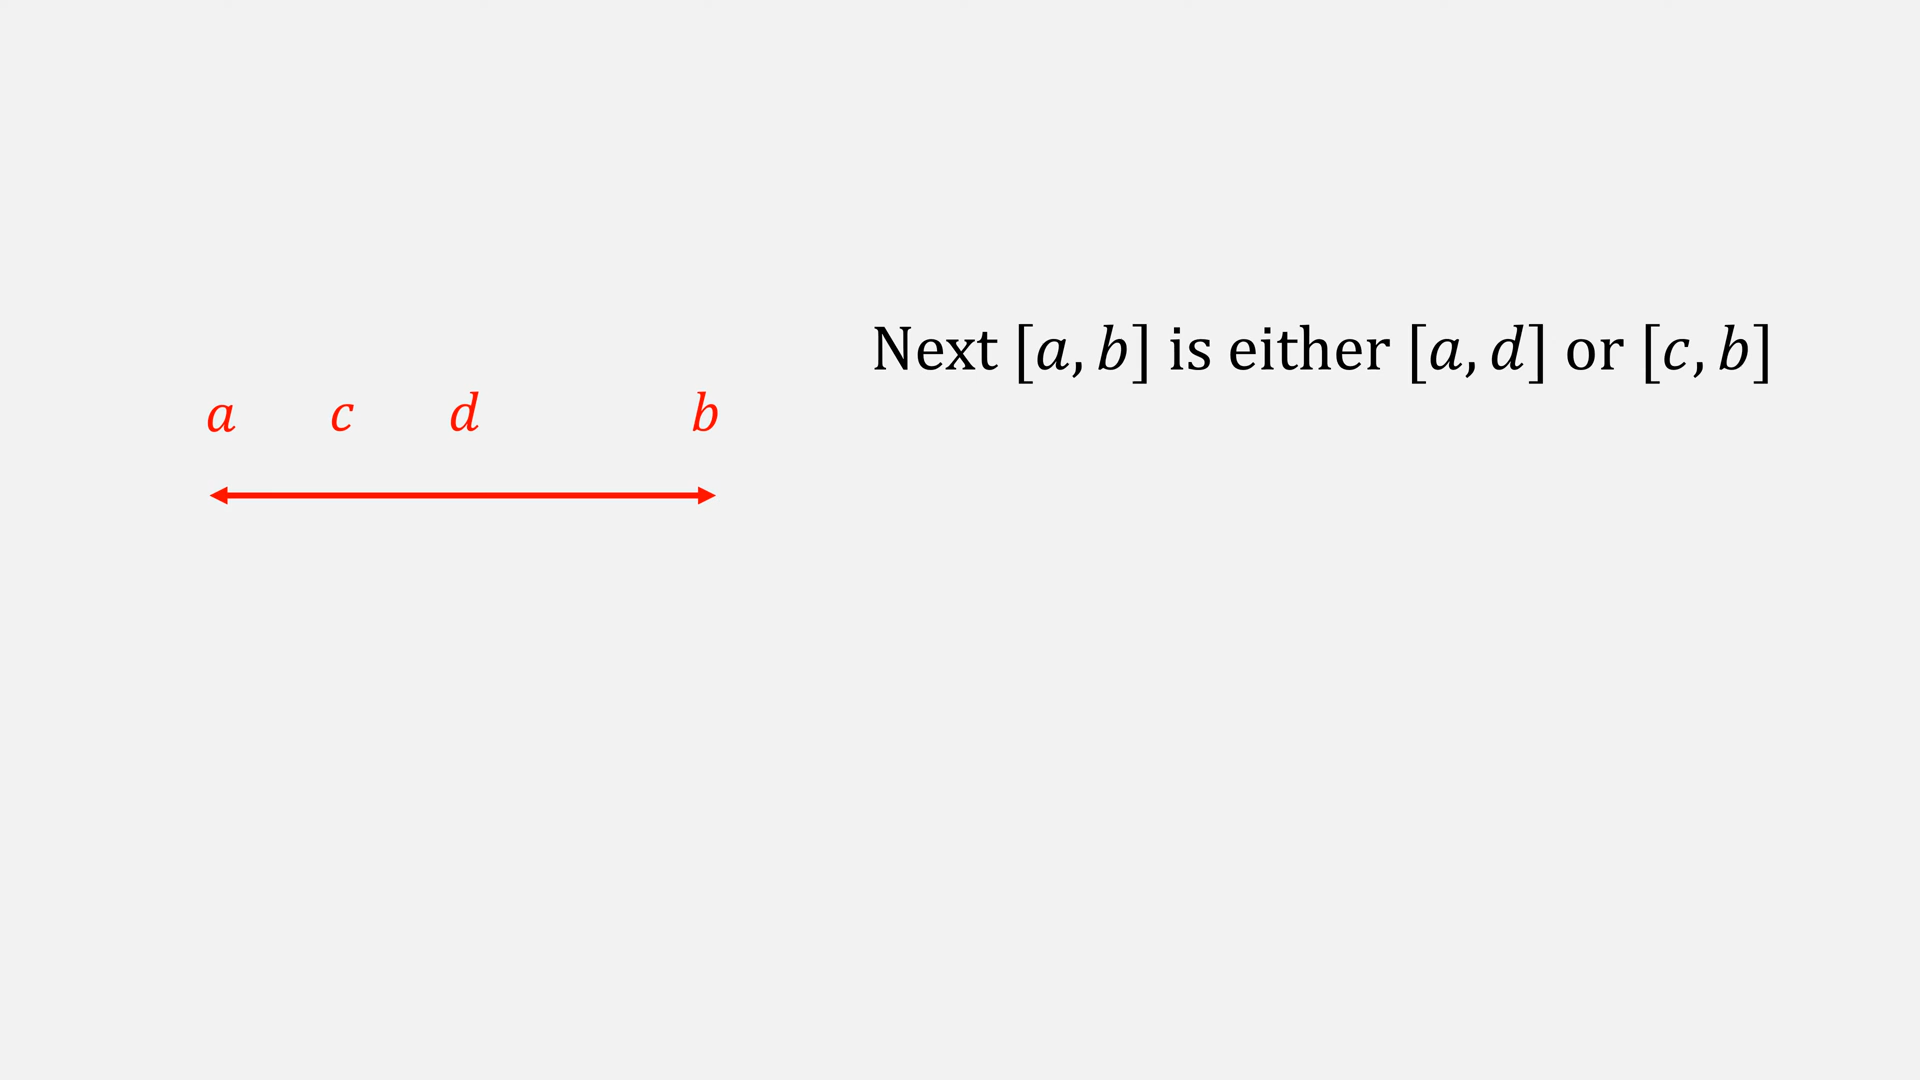 Next [a, b] is either [a, d] or [c, b]
a c d b